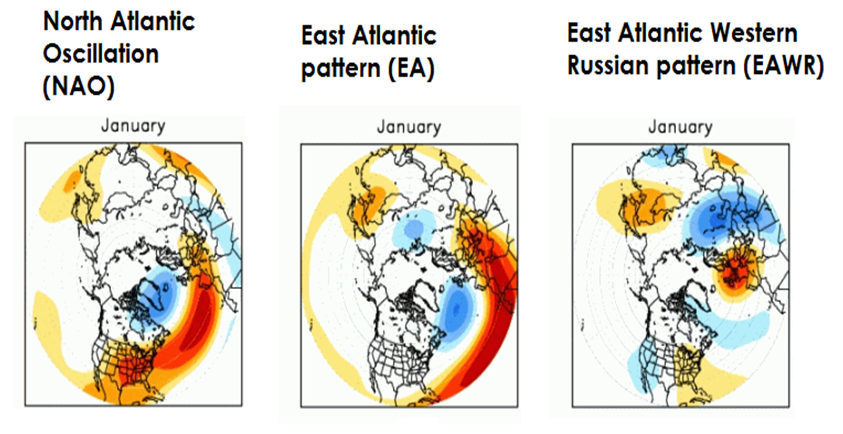 North Atlantic
Oscillation
(NAO)
East Atlantic
pattern (EA)
East Atlantic Western
Russian pattern (EAWR)
January
January
January